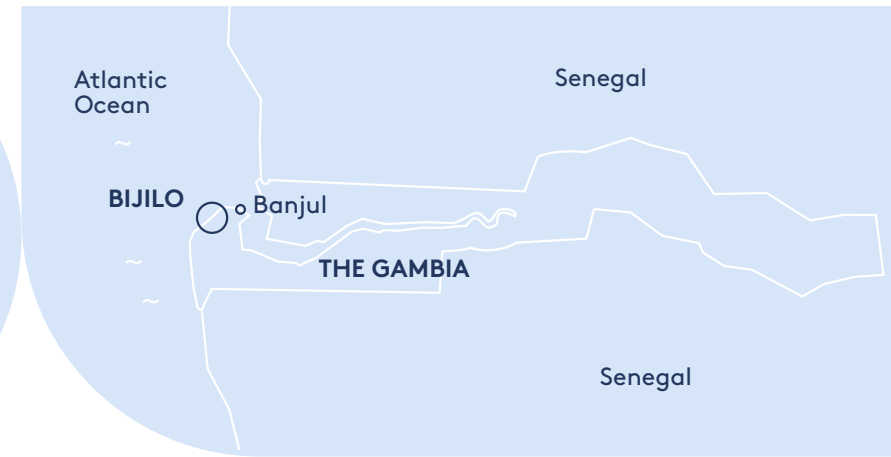 Atlantic
Ocean
Senegal
BIJILO
Banjul
THE GAMBIA
Senegal